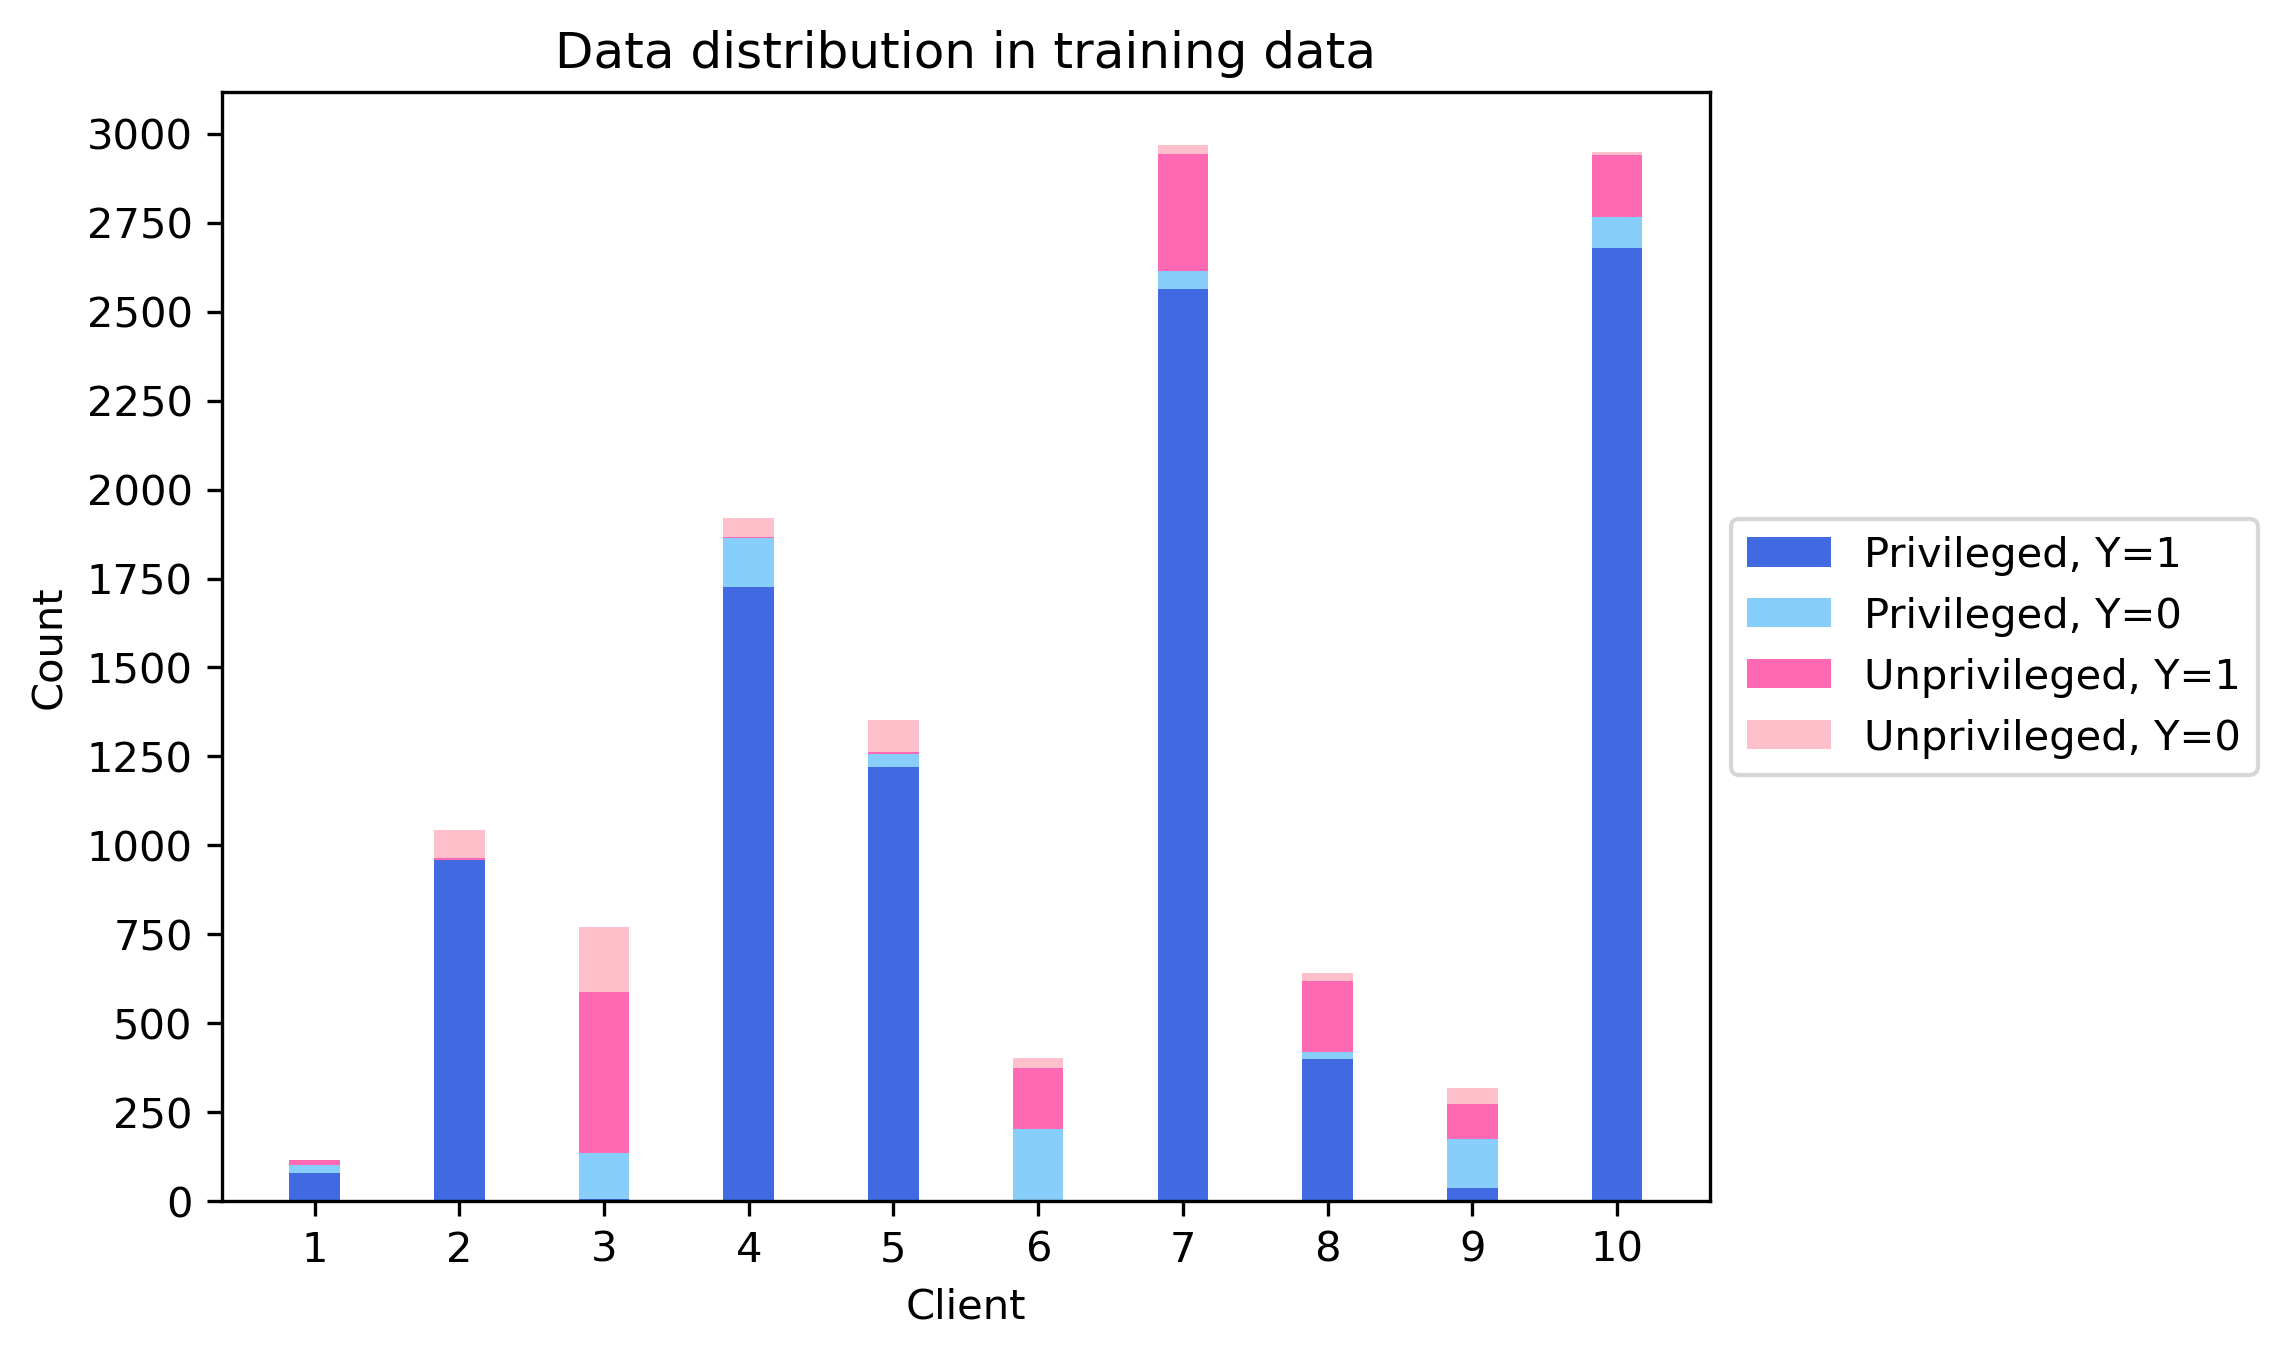 Data distribution in training data
3000
2750
2500
2250
2000
1750
1500
1250
1000
750
500
250
0
Count
1 2 3 4 5 6 7 8 9 10
Client
Privileged, Y=1
Privileged, Y=0
Unprivileged, Y=1
Unprivileged, Y=0